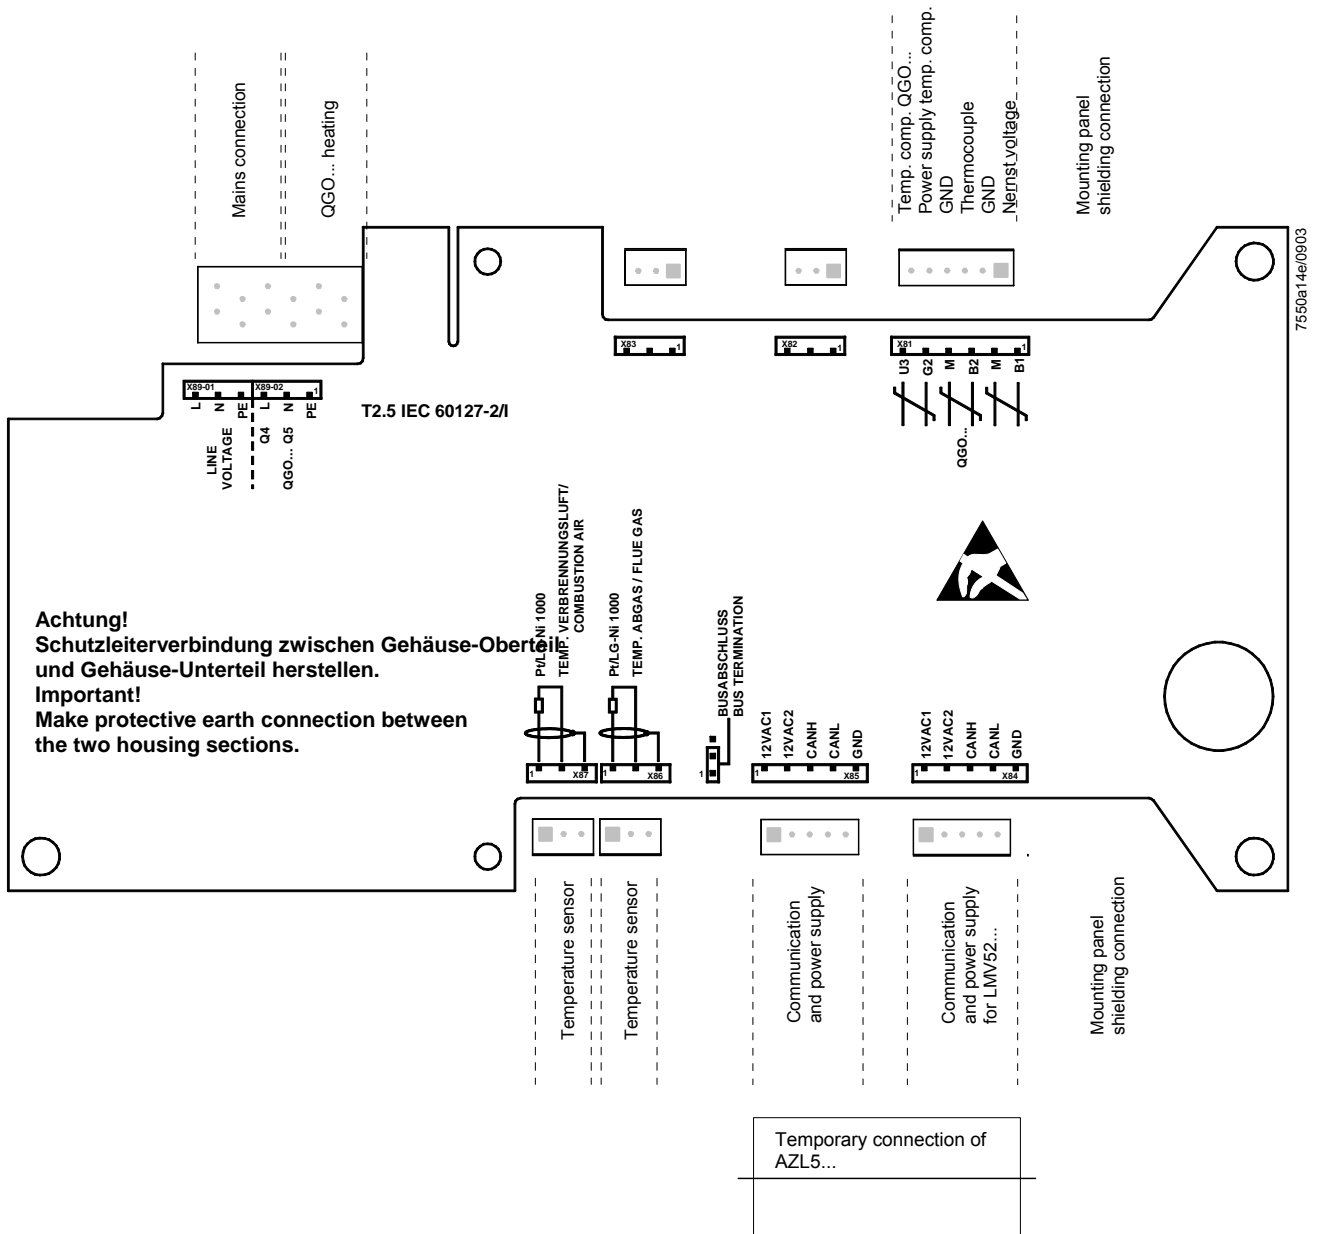 Mains connection
QGO... heating
Temp. comp. QGO...
Power supply temp. comp.
GND
Thermocouple
GND
Nernst voltage
Mounting panel
shielding connection
7550a14e/0903
X83
1
X82
1
X81
1
U3
G2
M
B2
M
B1
QGO...
X89-01
X89-02
1
L
N
PE
L
N
PE
LINE
VOLTAGE
Q4
QGO... Q5
T2.5 IEC 60127-2/I
Achtung!
Schutzleiterverbindung zwischen Gehäuse-Oberteil
und Gehäuse-Unterteil herstellen.
Important!
Make protective earth connection between
the two housing sections.
Pt/LG-Ni 1000
TEMP. VERBRENNUNGSLUFT/
COMBUSTION AIR
Pt/LG-Ni 1000
TEMP. ABGAS / FLUE GAS
BUSABSCHLUSS
BUS TERMINATION
12VAC1
12VAC2
CANH
CANL
GND
12VAC1
12VAC2
CANH
CANL
GND
1
X87
1
X86
1
1
X85
1
X84
Temperature sensor
Temperature sensor
Communication
and power supply
Communication
and power supply
for LMV52...
Mounting panel
shielding connection
Temporary connection of
AZL5...